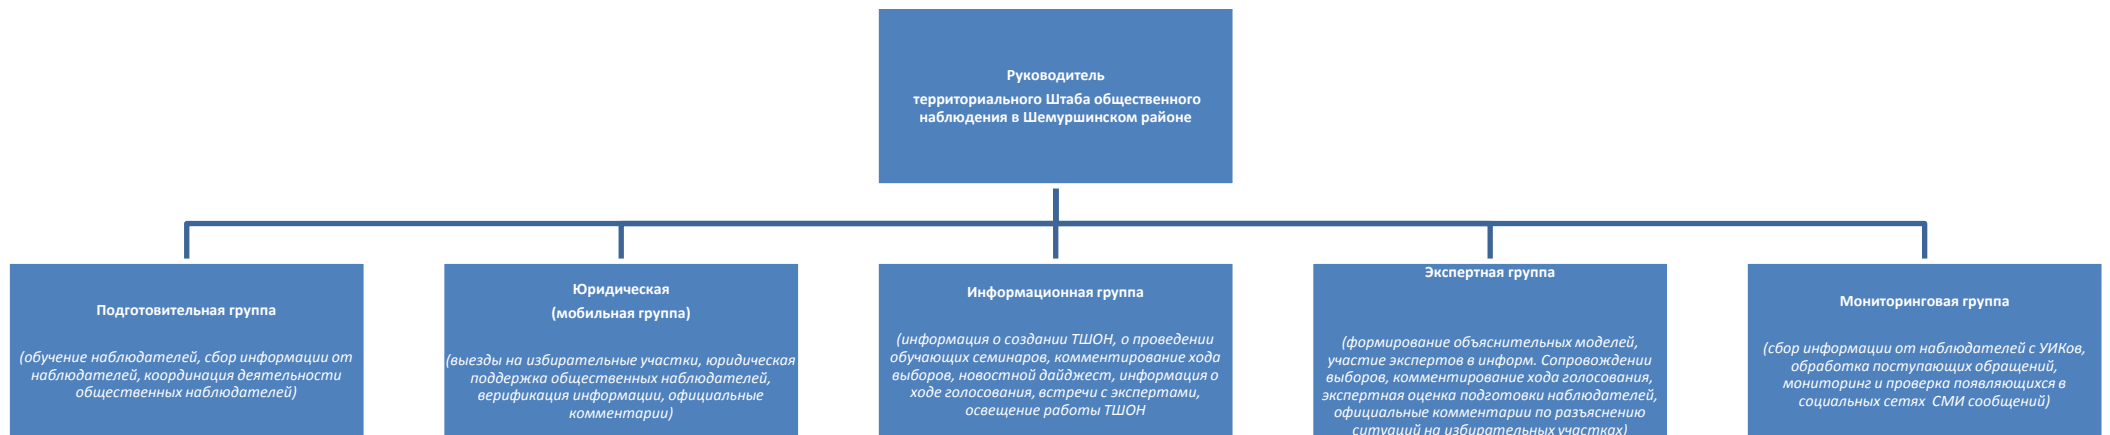 Руководитель
территориального Штаба общественного
наблюдения в Шемуршинском районе
Подготовительная группа
(обучение наблюдателей, сбор информации от
наблюдателей, координация деятельности
общественных наблюдателей)
Юридическая
(мобильная группа)
(выезды на избирательные участки, юридическая
поддержка общественных наблюдателей,
верификация информации, официальные
комментарии)
Информационная группа
(информация о создании ТШОН, о проведении
обучающих семинаров, комментирование хода
выборов, новостной дайджест, информация о
ходе голосования, встречи с экспертами,
освещение работы ТШОН
Экспертная группа
(формирование объяснительных моделей,
участие экспертов в информ. Сопровождении
выборов, комментирование хода голосования,
экспертная оценка подготовки наблюдателей,
официальные комментарии по разъяснению
ситуаций на избирательных участках)
Мониторинговая группа
(сбор информации от наблюдателей с УИКов,
обработка поступающих обращений,
мониторинг и проверка появляющихся в
социальных сетях СМИ сообщений)